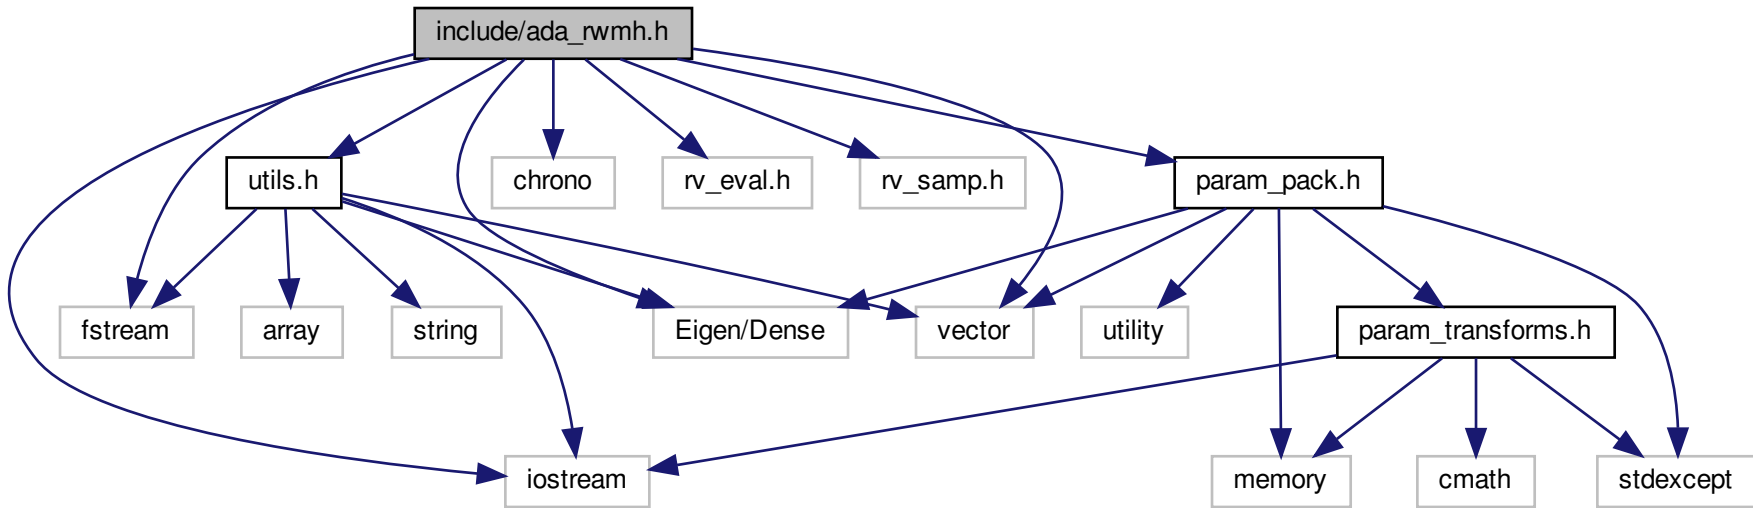 include/ada_rwmh.h
utils.h
chrono
rv_eval.h
rv_samp.h
param_pack.h
fstream
array
string
Eigen/Dense
vector
utility
param_transforms.h
iostream
memory
cmath
stdexcept